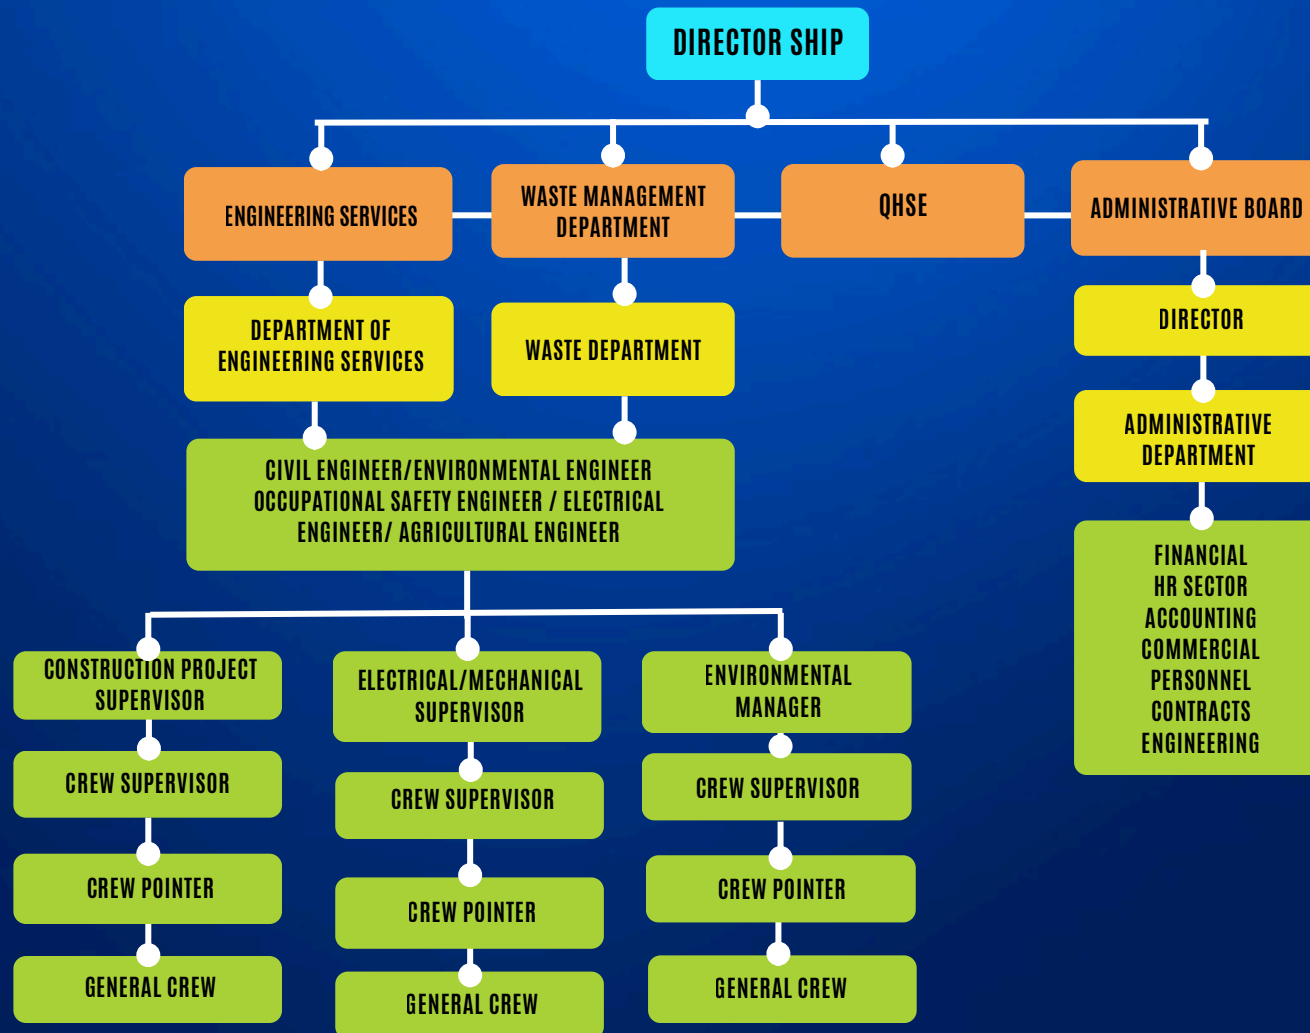 DIRECTOR SHIP
ENGINEERING SERVICES
WASTE MANAGEMENT
DEPARTMENT
QHSE
ADMINISTRATIVE BOARD
DEPARTMENT OF
ENGINEERING SERVICES
WASTE DEPARTMENT
DIRECTOR
ADMINISTRATIVE
DEPARTMENT
CIVIL ENGINEER/ENVIRONMENTAL ENGINEER
OCCUPATIONAL SAFETY ENGINEER / ELECTRICAL
ENGINEER/ AGRICULTURAL ENGINEER
FINANCIAL
HR SECTOR
ACCOUNTING
COMMERCIAL
PERSONNEL
CONTRACTS
ENGINEERING
CONSTRUCTION PROJECT
SUPERVISOR
ELECTRICAL/MECHANICAL
SUPERVISOR
ENVIRONMENTAL
MANAGER
CREW SUPERVISOR
CREW SUPERVISOR
CREW SUPERVISOR
CREW POINTER
CREW POINTER
CREW POINTER
GENERAL CREW
GENERAL CREW
GENERAL CREW